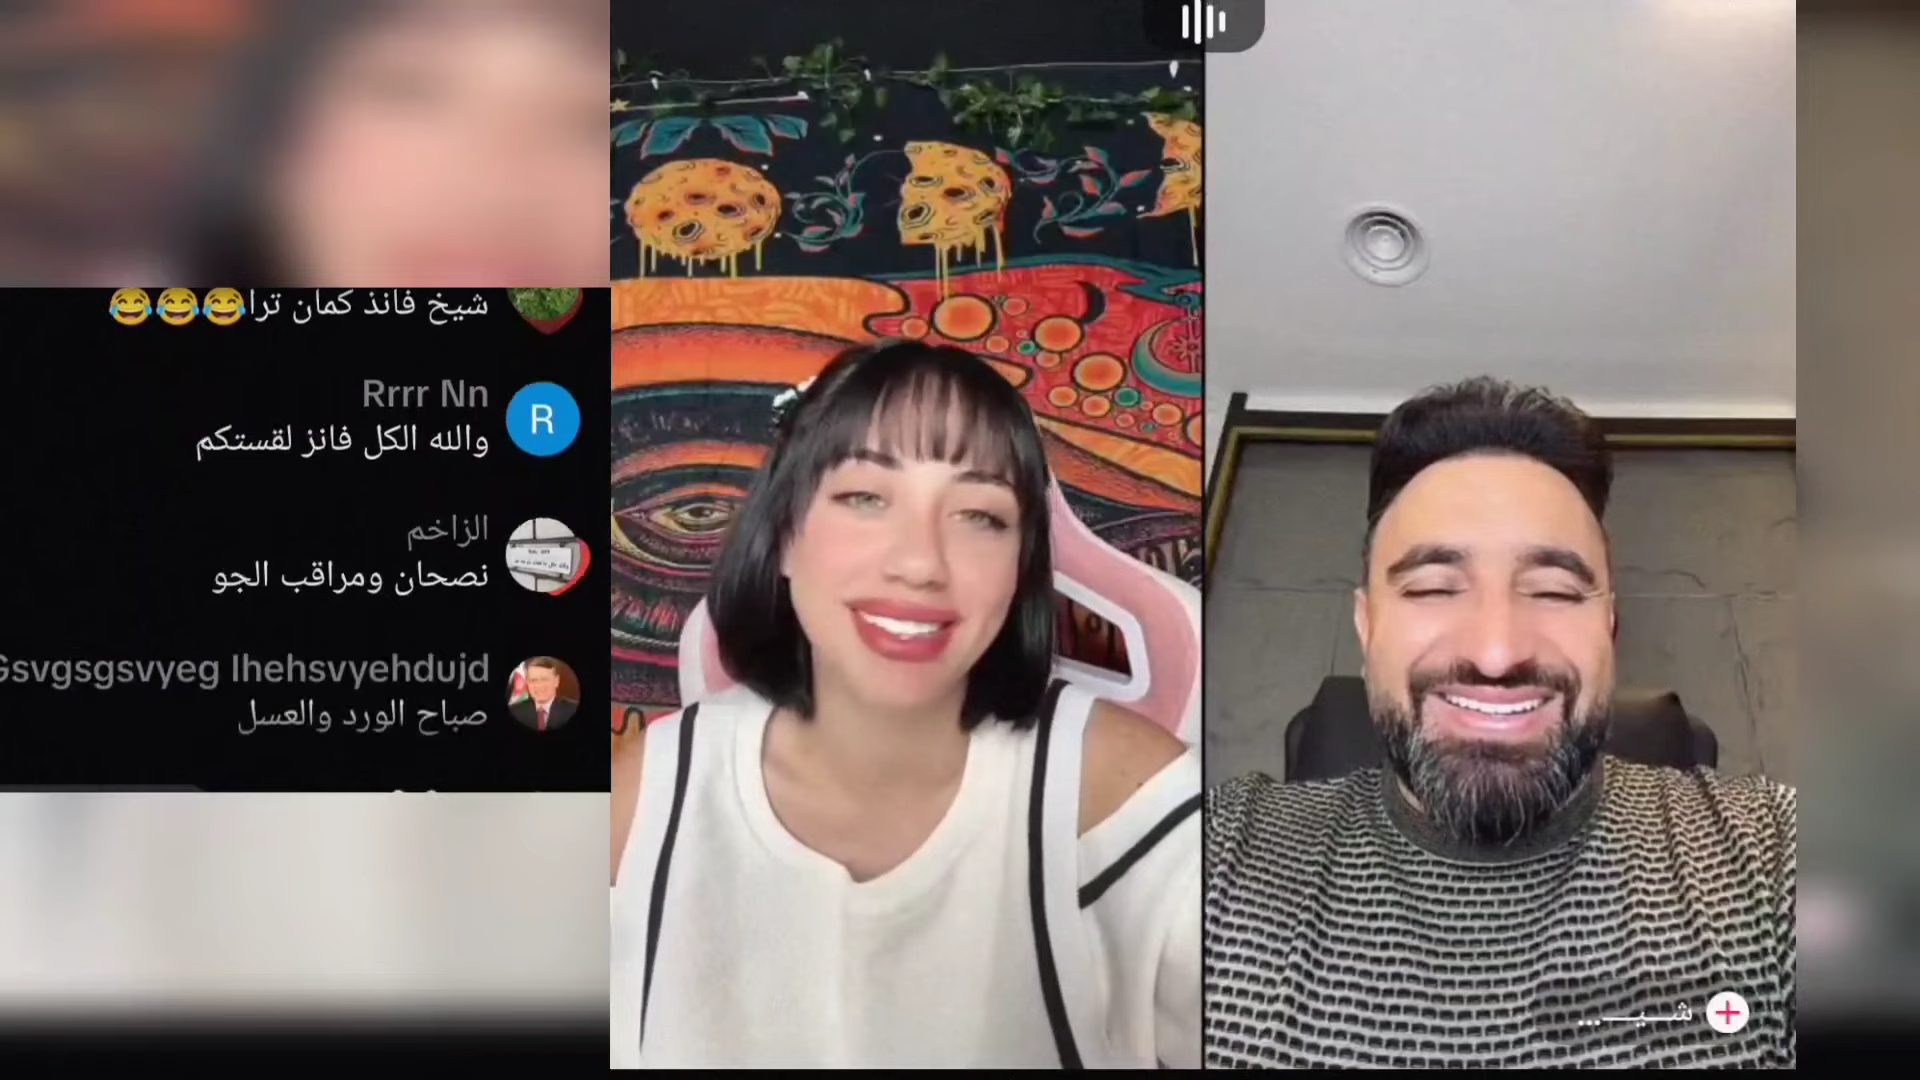 شيخ فانذ كمان ترا😂😂😂
Rrrr Nn
R
والله الكل فانز لقستكم
الزاخم
نصحان ومراقب الجو
Gsvgsgsvyeg Ihehsvyehdujd
صباح الورد والعسل
شيـــــ...